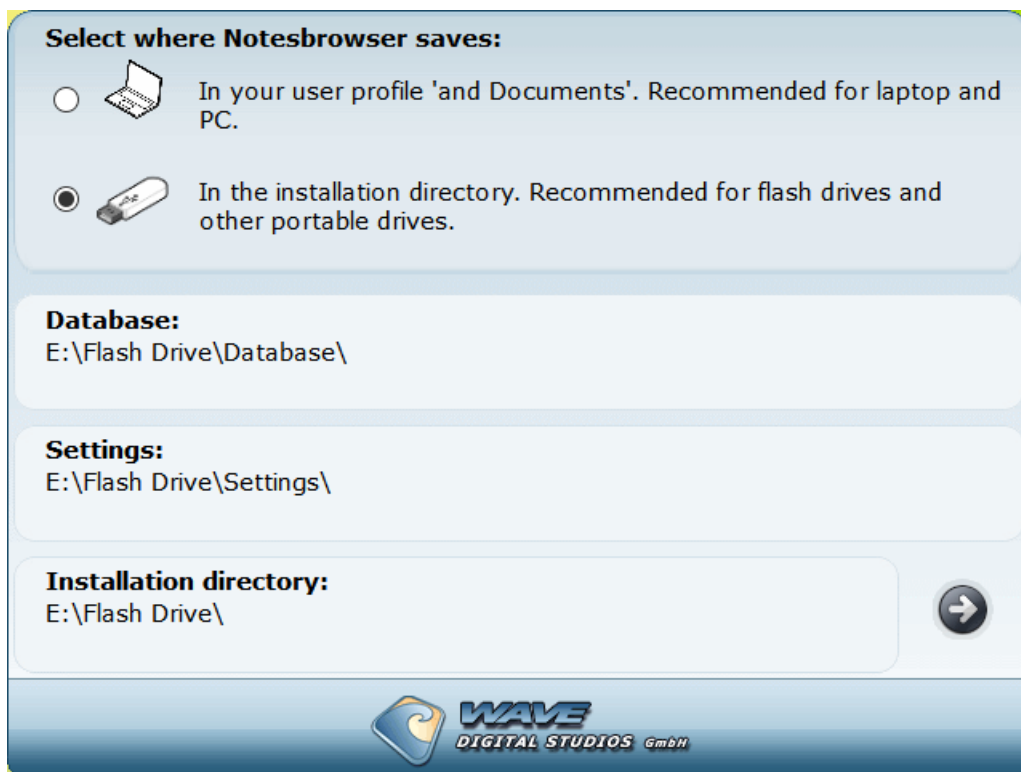 Select where Notesbrowser saves:
In your user profile 'and Documents'. Recommended for laptop and
PC.
In the installation directory. Recommended for flash drives and
other portable drives.
Database:
E:\Flash Drive\Database\
Settings:
E:\Flash Drive\Settings\
Installation directory:
E:\Flash Drive\
WAVE
DIGITAL STUDIOS GmbH